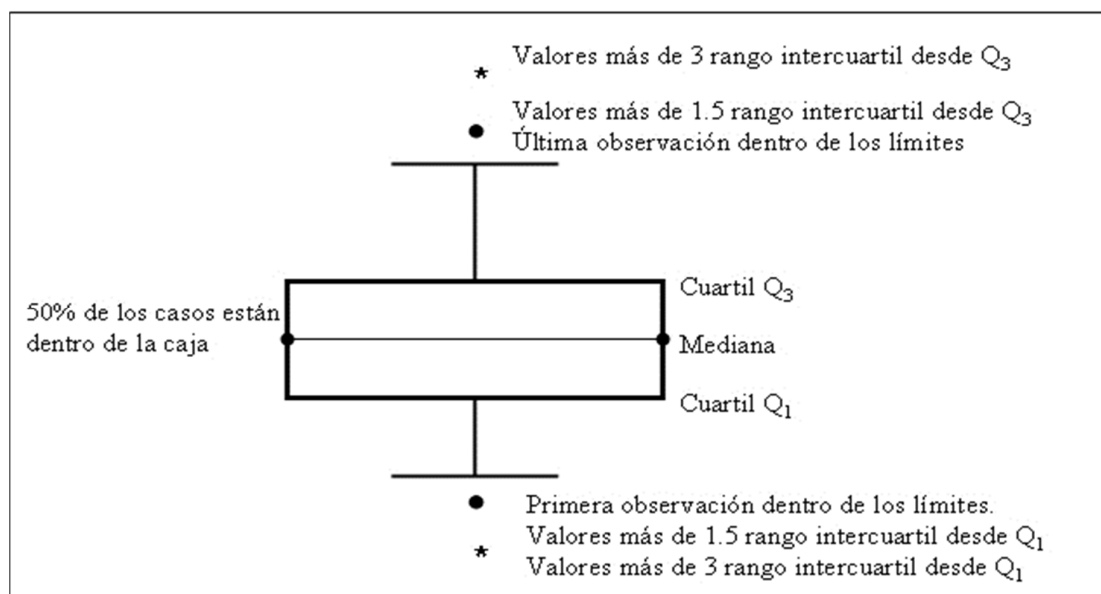 Valores más de 3 rango intercuartil desde Q3
Valores más de 1.5 rango intercuartil desde Q3
Última observación dentro de los límites
Cuartil Q3
50% de los casos están
dentro de la caja
Mediana
Cuartil Q1
Primera observación dentro de los límites.
Valores más de 1.5 rango intercuartil desde Q1
Valores más de 3 rango intercuartil desde Q1